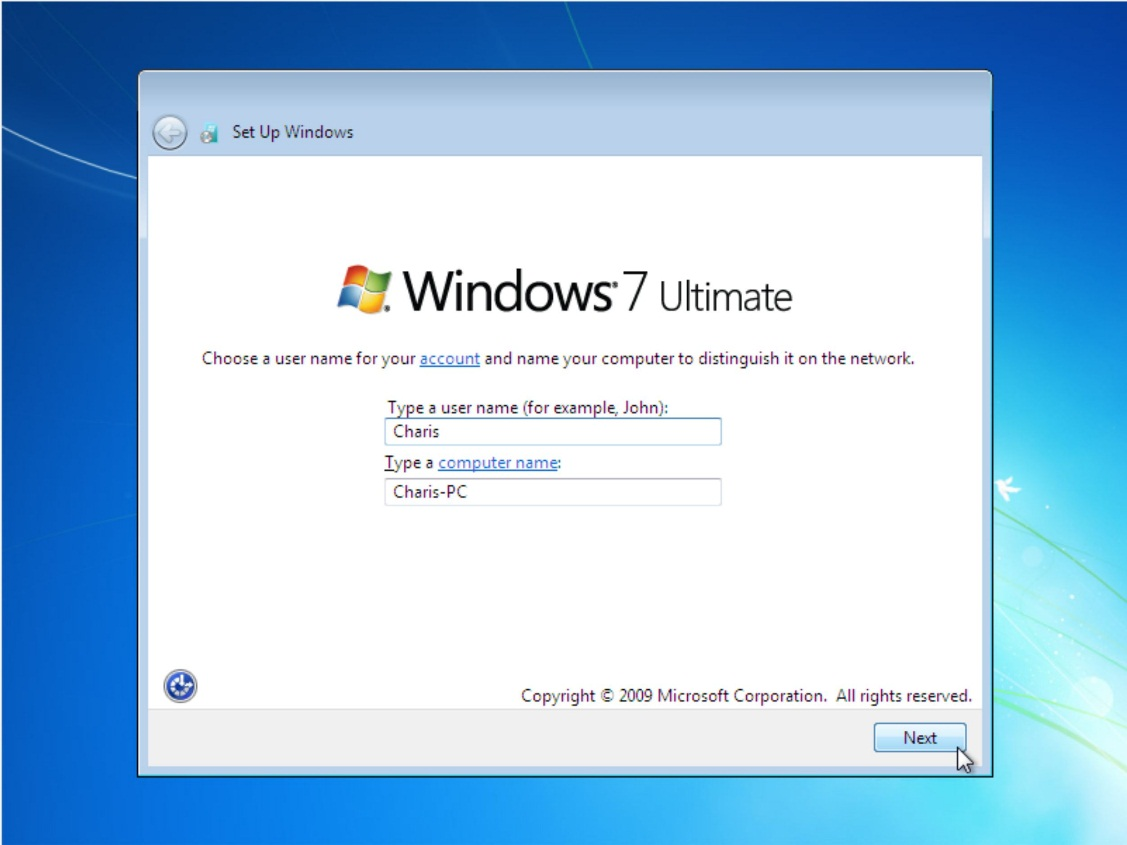 Set Up Windows
Windows® 7 Ultimate
Choose a user name for your account and name your computer to distinguish it on the network.
Type a user name (for example, John):
Charis
Type a computer name:
Charis-PC
Copyright © 2009 Microsoft Corporation. All rights reserved.
Next